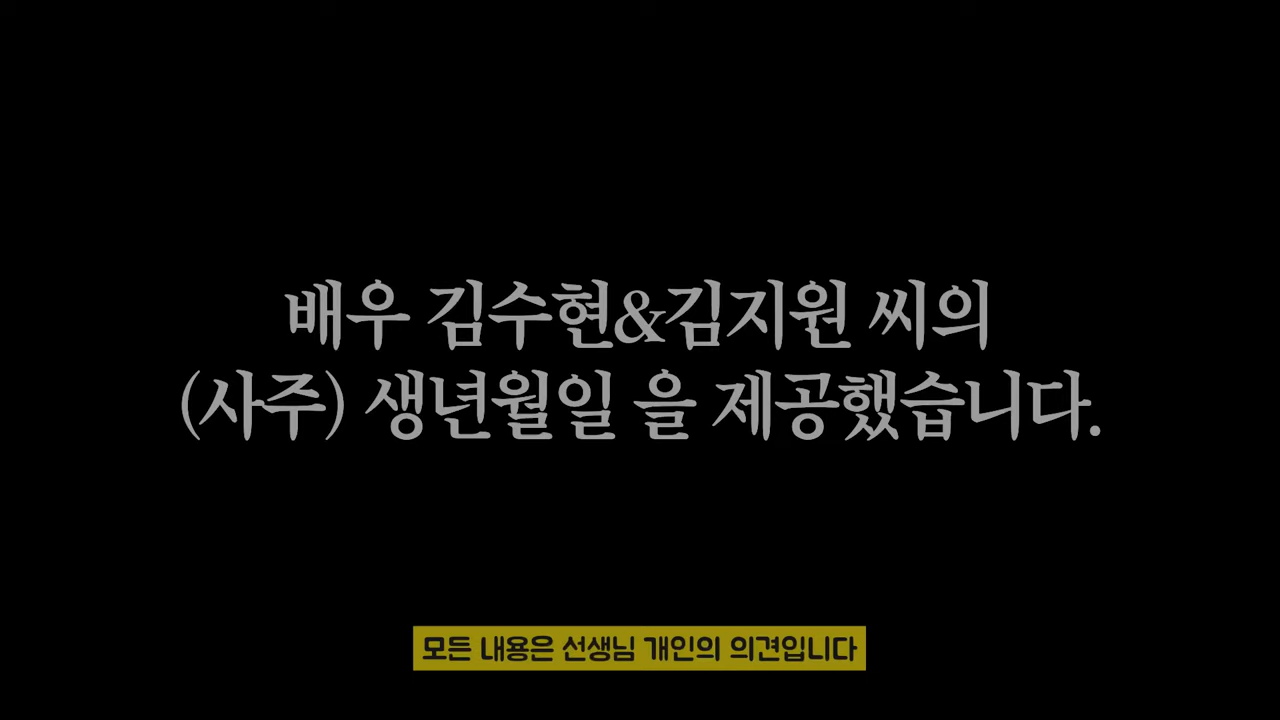 배우 김수현&김지원 씨의
(사주) 생년월일 을 제공했습니다.
모든 내용은 선생님 개인의 의견입니다